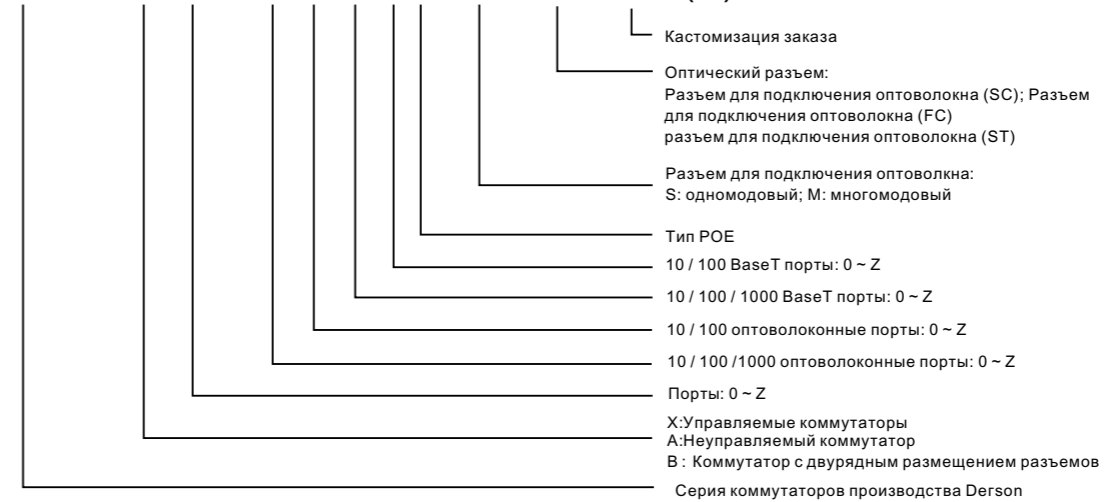 Кастомизация заказа
Оптический разъем:
Разъем для подключения оптоволокна (SC); Разъем
для подключения оптоволокна (FC)
разъем для подключения оптоволокна (ST)
Разъем для подключения оптоволкна:
S: одномодовый; M: многомодовый
Тип POE
10 / 100 BaseT порты: 0 ~ Z
10 / 100 / 1000 BaseT порты: 0 ~ Z
10 / 100 оптоволоконные порты: 0 ~ Z
10 / 100 /1000 оптоволоконные порты: 0 ~ Z
Порты: 0 ~ Z
X:Управляемые коммутаторы
A:Неуправляемый коммутатор
B : Коммутатор с двурядным размещением разъемов
Серия коммутаторов производства Derson